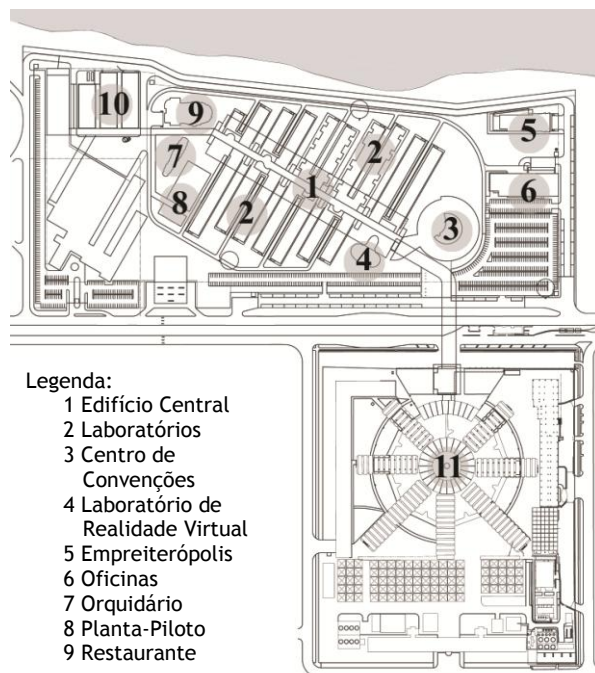 10
9
2
5
7
1
6
8
2
3
4
11
Legenda:
1 Edifício Central
2 Laboratórios
3 Centro de
Convenções
4 Laboratório de
Realidade Virtual
5 Empreiterópolis
6 Oficinas
7 Orquidário
8 Planta-Piloto
9 Restaurante